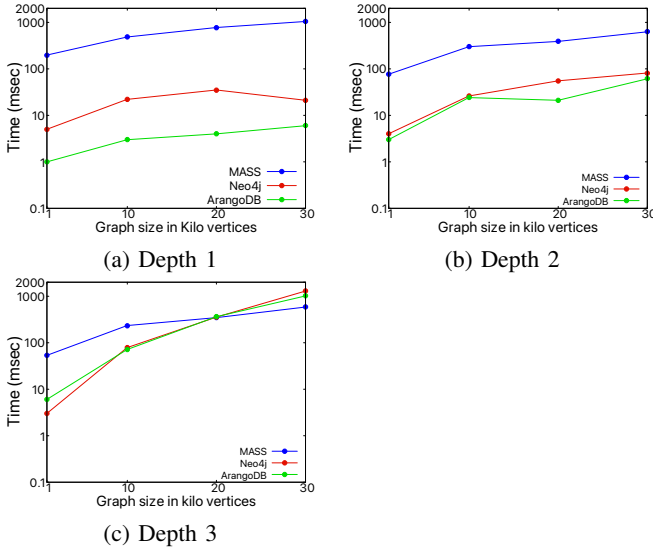 2000
1000
100
10
1
0.1
Time (msec)
MASS
Neo4j
ArangoDB
1 10 20 30
Graph size in Kilo vertices
(a) Depth 1
2000
1000
100
10
1
0.1
Time (msec)
MASS
Neo4j
ArangoDB
1 10 20 30
Graph size in Kilo vertices
(b) Depth 2
2000
1000
100
10
1
0.1
Time (msec)
MASS
Neo4j
ArangoDB
1 10 20 30
Graph size in kilo vertices
(c) Depth 3